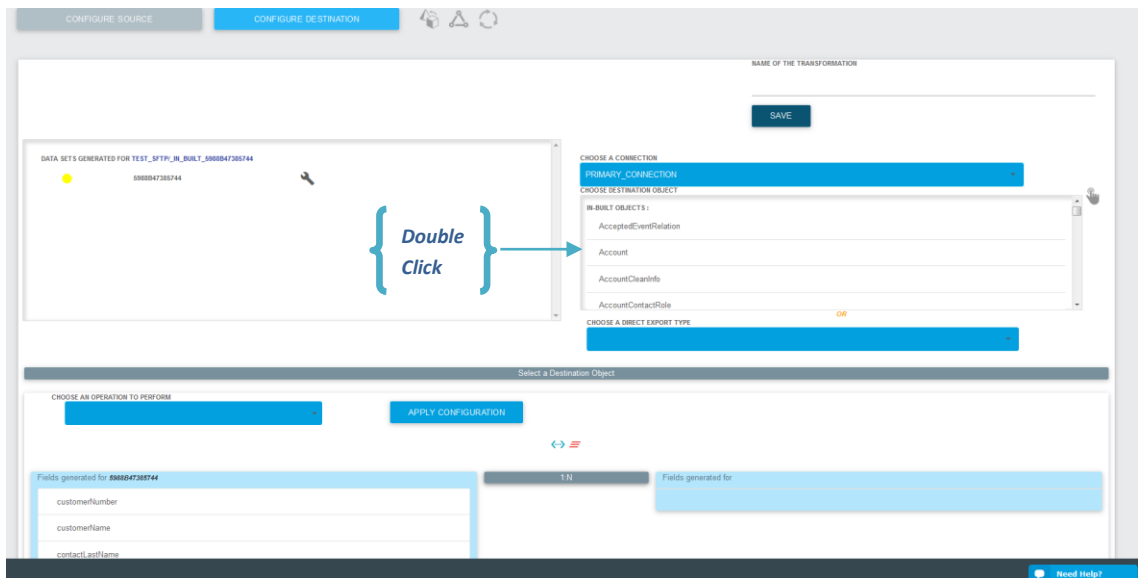 CONFIGURE SOURCE
CONFIGURE DESTINATION
NAME OF THE TRANSFORMATION
SAVE
DATA SETS GENERATED FOR TEST_SFTP/_IN_BUILT_5988B47385744
5988B47385744
CHOOSE A CONNECTION
PRIMARY_CONNECTION
CHOOSE DESTINATION OBJECT
IN-BUILT OBJECTS :
AcceptedEventRelation
Account
AccountCleanInfo
AccountContactRole
Double
Click
OR
CHOOSE A DIRECT EXPORT TYPE
Select a Destination Object
CHOOSE AN OPERATION TO PERFORM
APPLY CONFIGURATION
Fields generated for 5988B47385744
1:N
Fields generated for
customerNumber
customerName
contactLastName
Need Help?